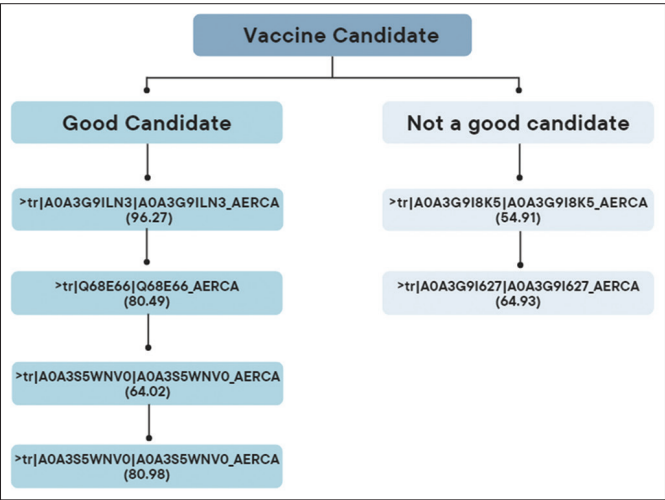 Vaccine Candidate
Good Candidate
>tr|A0A3G9ILN3|A0A3G9ILN3_AERCA
(96.27)
>tr|Q68E66|Q68E66_AERCA
(80.49)
>tr|A0A3S5WNV0|A0A3S5WNV0_AERCA
(64.02)
>tr|A0A3S5WNV0|A0A3S5WNV0_AERCA
(80.98)
Not a good candidate
>tr|A0A3G9I8K5|A0A3G9I8K5_AERCA
(54.91)
>tr|A0A3G9I627|A0A3G9I627_AERCA
(64.93)